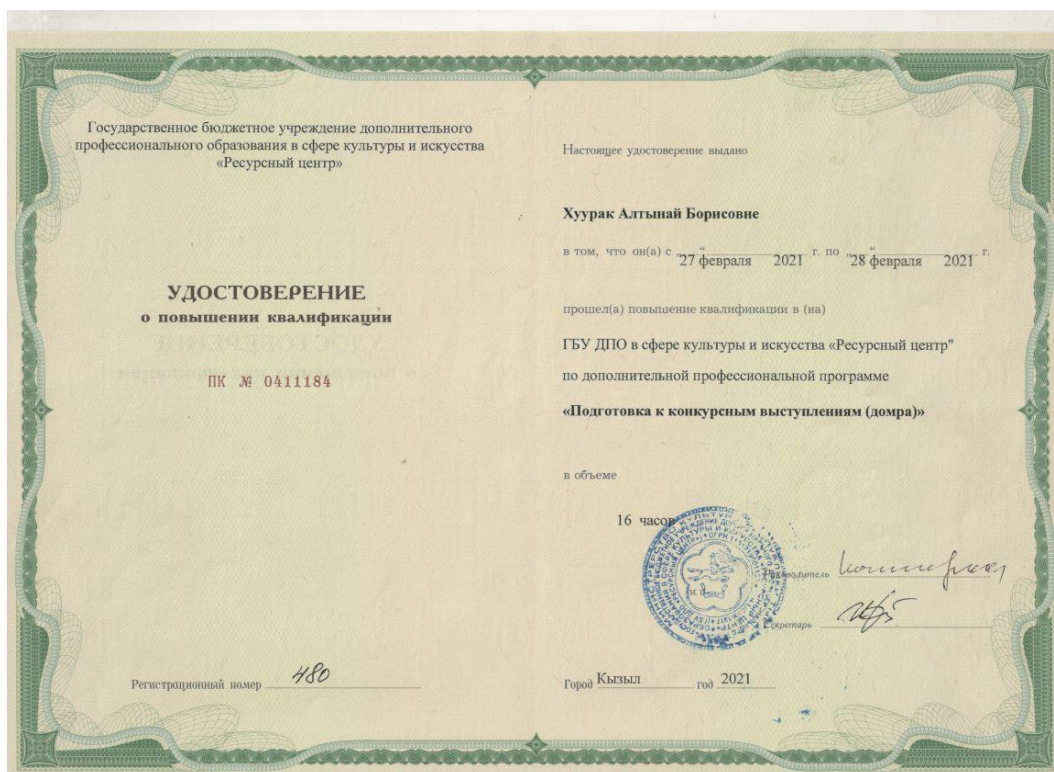 Государственное бюджетное учреждение дополнительного
профессионального образования в сфере культуры и искусства
«Ресурсный центр»
УДОСТОВЕРЕНИЕ
о повышении квалификации
ПК № 0411184
Регистрационный номер 480
Настоящее удостоверение выдано
Хуурак Алтынай Борисовне
в том, что он(а) с „ “ 27 февраля 2021 г. по „ “ 28 февраля 2021 г.
прошел(а) повышение квалификации в (на)
ГБУ ДПО в сфере культуры и искусства «Ресурсный центр"
по дополнительной профессиональной программе
«Подготовка к конкурсным выступлениям (домра)»
в объеме
16 часов
М. П.
Руководитель
Секретарь
Город Кызыл год 2021